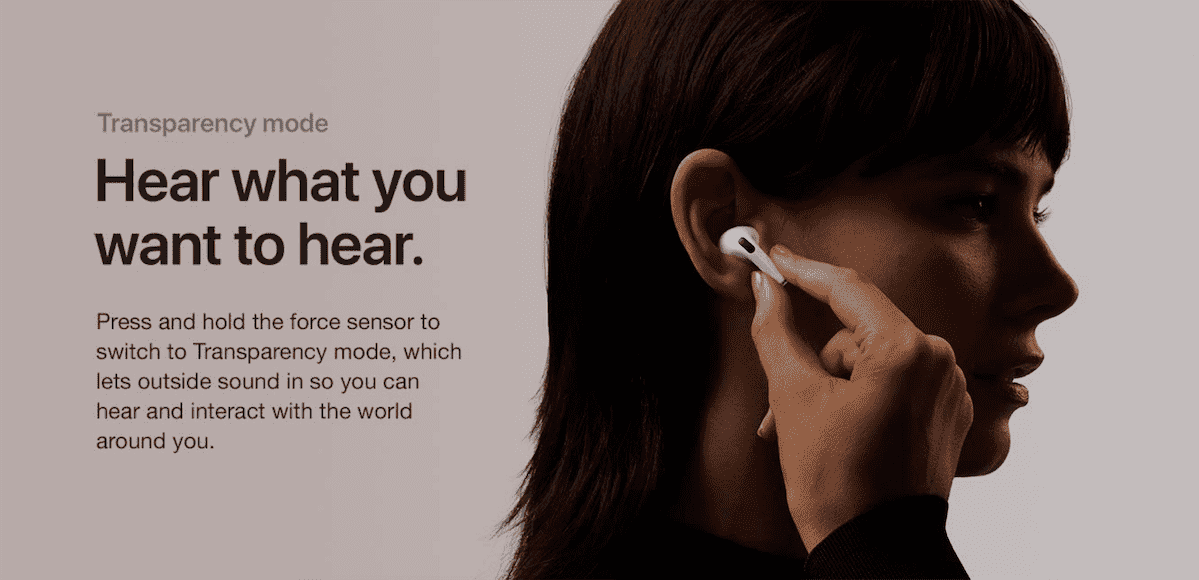 Transparency mode
Hear what you
want to hear.
Press and hold the force sensor to
switch to Transparency mode, which
lets outside sound in so you can
hear and interact with the world
around you.